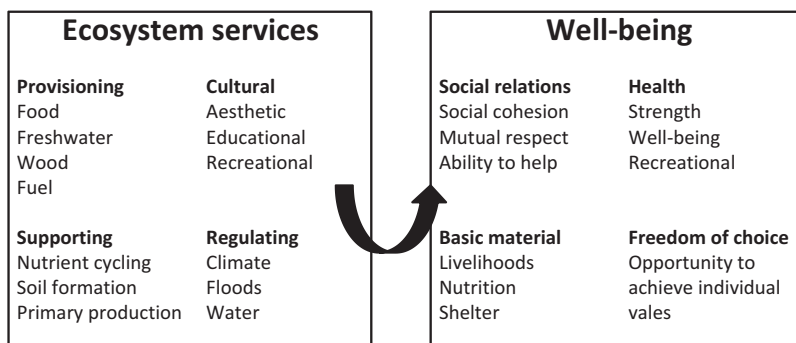 Ecosystem services
Provisioning
Food
Freshwater
Wood
Fuel
Cultural
Aesthetic
Educational
Recreational
Supporting
Nutrient cycling
Soil formation
Primary production
Regulating
Climate
Floods
Water
Well-being
Social relations
Social cohesion
Mutual respect
Ability to help
Health
Strength
Well-being
Recreational
Basic material
Livelihoods
Nutrition
Shelter
Freedom of choice
Opportunity to
achieve individual
vales